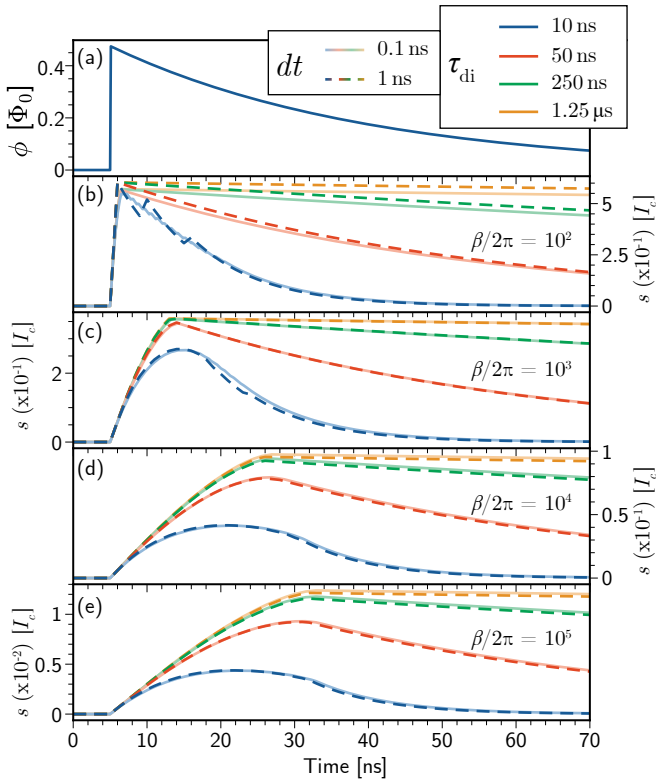 (a)
ϕ [Φ₀]
0.4
0.2
0
dt
0.1 ns
1 ns
τ_di
10 ns
50 ns
250 ns
1.25 µs
(b)
β/2π = 10²
5
2.5
0
s (x10⁻¹) [I_c]
(c)
β/2π = 10³
s (x10⁻¹) [I_c]
2
0
(d)
β/2π = 10⁴
1
0.5
0
s (x10⁻¹) [I_c]
(e)
β/2π = 10⁵
s (x10⁻²) [I_c]
1
0.5
0
0 10 20 30 40 50 60 70
Time [ns]